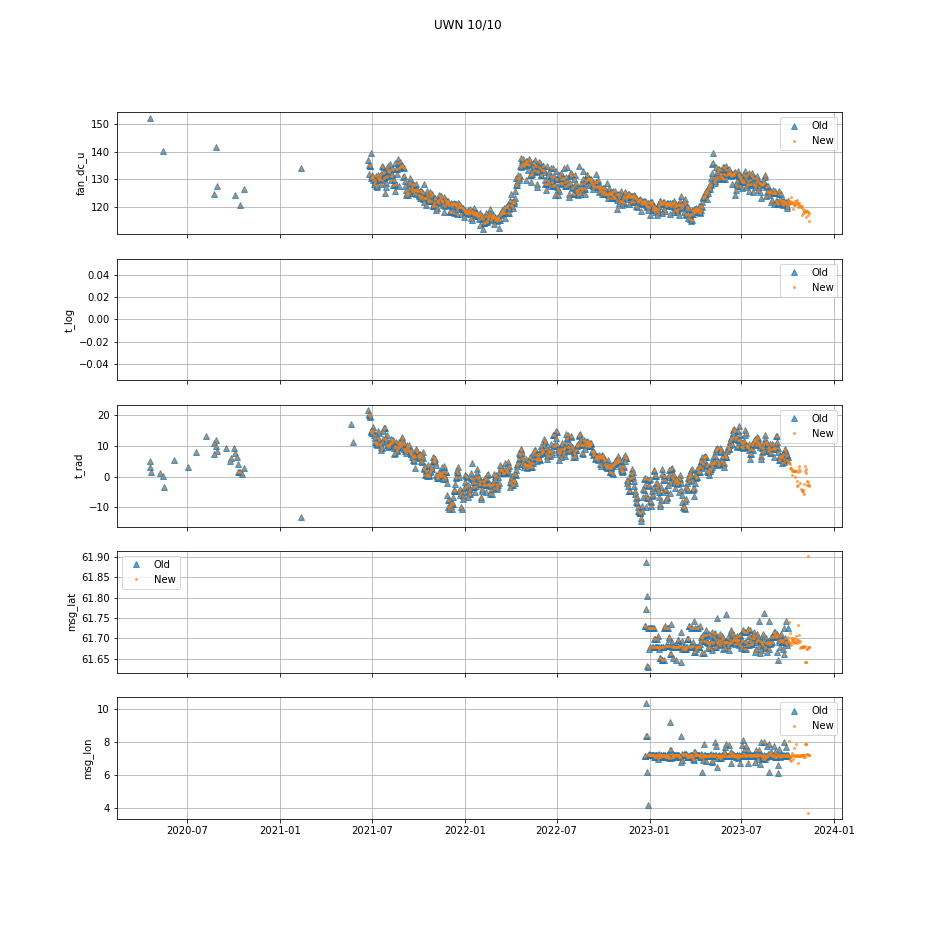 UWN 10/10
150
140
130
120
fan_dc_u
Old
New
0.04
0.02
0.00
−0.02
−0.04
t_log
Old
New
20
10
0
−10
t_rad
Old
New
61.90
61.85
61.80
61.75
61.70
61.65
msg_lat
Old
New
10
8
6
4
msg_lon
Old
New
2020-07 2021-01 2021-07 2022-01 2022-07 2023-01 2023-07 2024-01